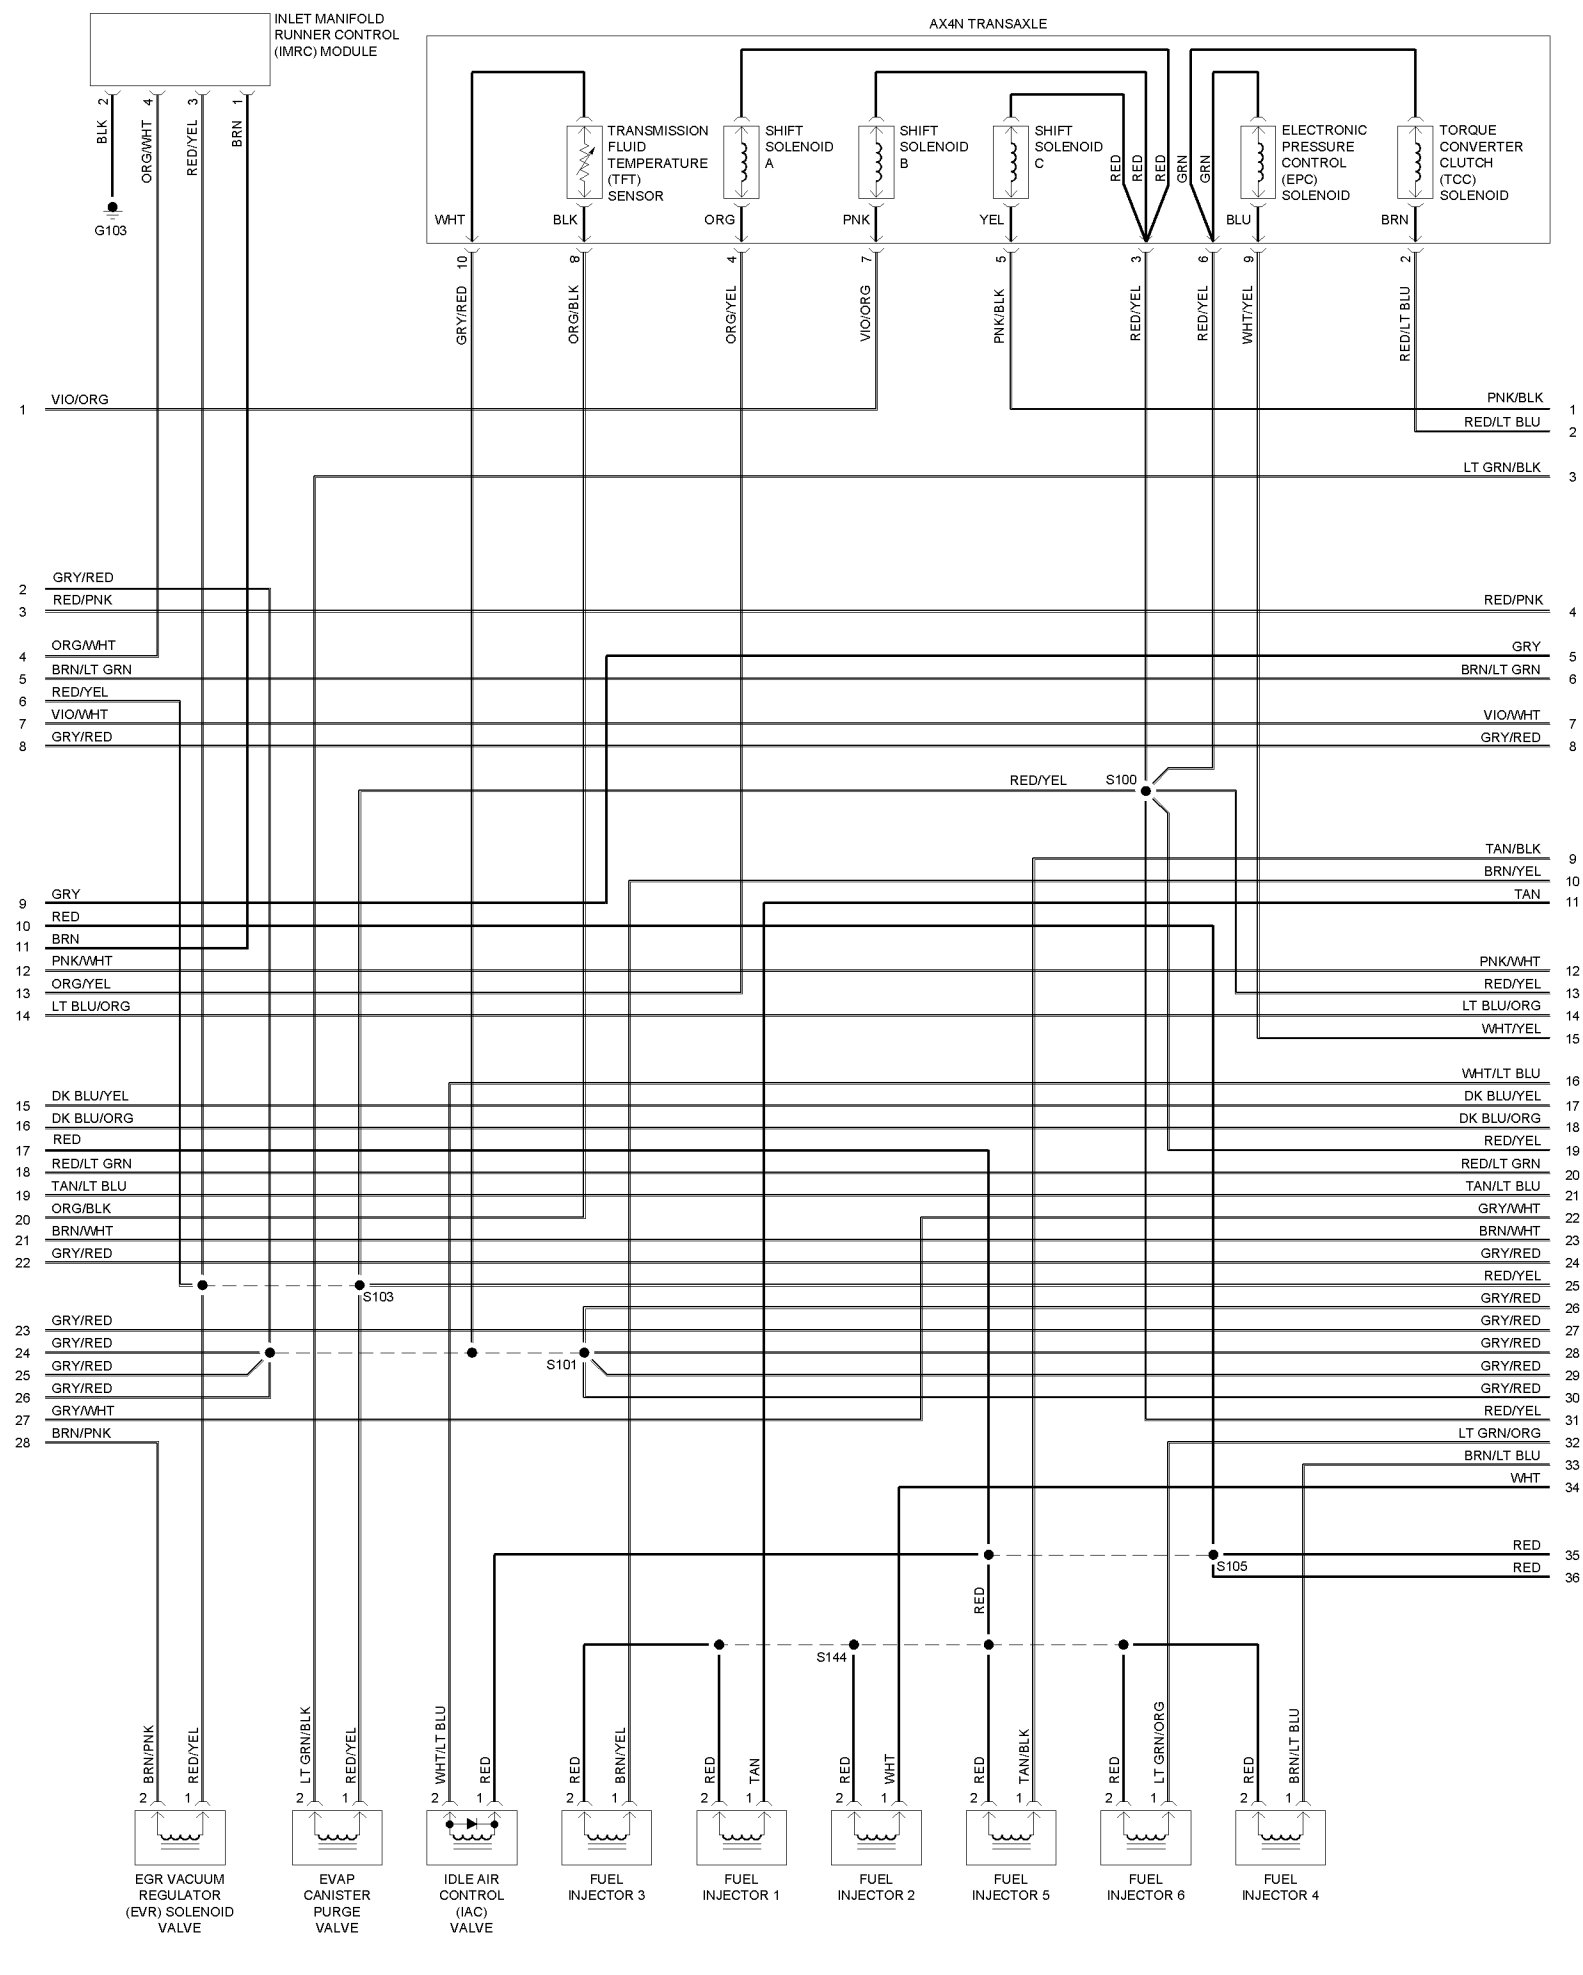 INLET MANIFOLD
RUNNER CONTROL
(IMRC) MODULE
AX4N TRANSAXLE
2
4
3
1
BLK
ORG/WHT
RED/YEL
BRN
G103
TRANSMISSION
FLUID
TEMPERATURE
(TFT)
SENSOR
SHIFT
SOLENOID
A
SHIFT
SOLENOID
B
SHIFT
SOLENOID
C
RED
RED
RED
GRN
GRN
ELECTRONIC
PRESSURE
CONTROL
(EPC)
SOLENOID
TORQUE
CONVERTER
CLUTCH
(TCC)
SOLENOID
WHT
BLK
ORG
PNK
YEL
BLU
BRN
10
8
4
7
5
3
6
9
2
GRY/RED
ORG/BLK
ORG/YEL
VIO/ORG
PNK/BLK
RED/YEL
RED/YEL
WHT/YEL
RED/LT BLU
1 VIO/ORG
PNK/BLK 1
RED/LT BLU 2
LT GRN/BLK 3
2 GRY/RED
3 RED/PNK
RED/PNK 4
4 ORG/WHT
GRY 5
5 BRN/LT GRN
BRN/LT GRN 6
6 RED/YEL
7 VIO/WHT
VIO/WHT 7
8 GRY/RED
GRY/RED 8
RED/YEL
S100
TAN/BLK 9
BRN/YEL 10
9 GRY
TAN 11
10 RED
11 BRN
12 PNK/WHT
PNK/WHT 12
13 ORG/YEL
RED/YEL 13
14 LT BLU/ORG
LT BLU/ORG 14
WHT/YEL 15
WHT/LT BLU 16
15 DK BLU/YEL
DK BLU/YEL 17
16 DK BLU/ORG
DK BLU/ORG 18
17 RED
RED/YEL 19
18 RED/LT GRN
RED/LT GRN 20
19 TAN/LT BLU
TAN/LT BLU 21
20 ORG/BLK
GRY/WHT 22
21 BRN/WHT
BRN/WHT 23
22 GRY/RED
GRY/RED 24
RED/YEL 25
S103
GRY/RED 26
23 GRY/RED
GRY/RED 27
24 GRY/RED
GRY/RED 28
S101
25 GRY/RED
GRY/RED 29
26 GRY/RED
GRY/RED 30
27 GRY/WHT
RED/YEL 31
28 BRN/PNK
LT GRN/ORG 32
BRN/LT BLU 33
WHT 34
RED 35
S105
RED 36
RED
S144
BRN/PNK
RED/YEL
LT GRN/BLK
RED/YEL
WHT/LT BLU
RED
RED
BRN/YEL
RED
TAN
RED
WHT
RED
TAN/BLK
RED
LT GRN/ORG
RED
BRN/LT BLU
2 1
2 1
2 1
2 1
2 1
2 1
2 1
2 1
2 1
EGR VACUUM
REGULATOR
(EVR) SOLENOID
VALVE
EVAP
CANISTER
PURGE
VALVE
IDLE AIR
CONTROL
(IAC)
VALVE
FUEL
INJECTOR 3
FUEL
INJECTOR 1
FUEL
INJECTOR 2
FUEL
INJECTOR 5
FUEL
INJECTOR 6
FUEL
INJECTOR 4